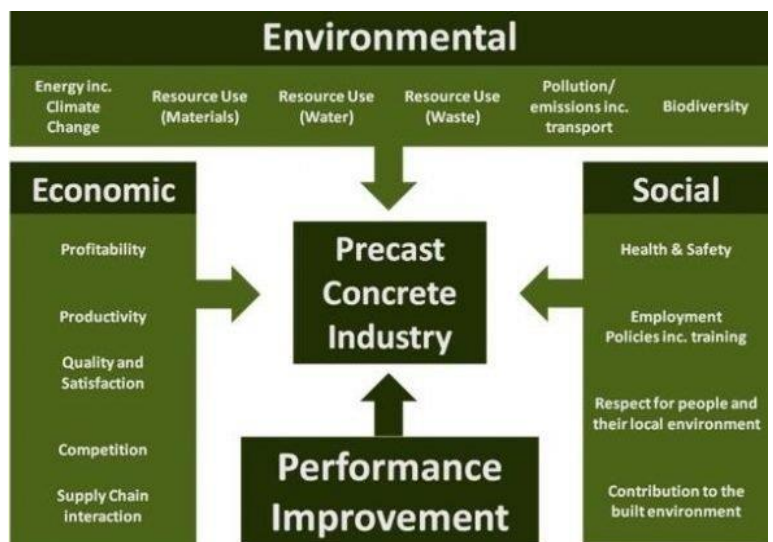 Environmental
Energy inc.
Climate
Change
Resource Use
(Materials)
Resource Use
(Water)
Resource Use
(Waste)
Pollution/
emissions inc.
transport
Biodiversity
Economic
Profitability
Productivity
Quality and
Satisfaction
Competition
Supply Chain
interaction
Precast
Concrete
Industry
Performance
Improvement
Social
Health & Safety
Employment
Policies inc. training
Respect for people and
their local environment
Contribution to the
built environment